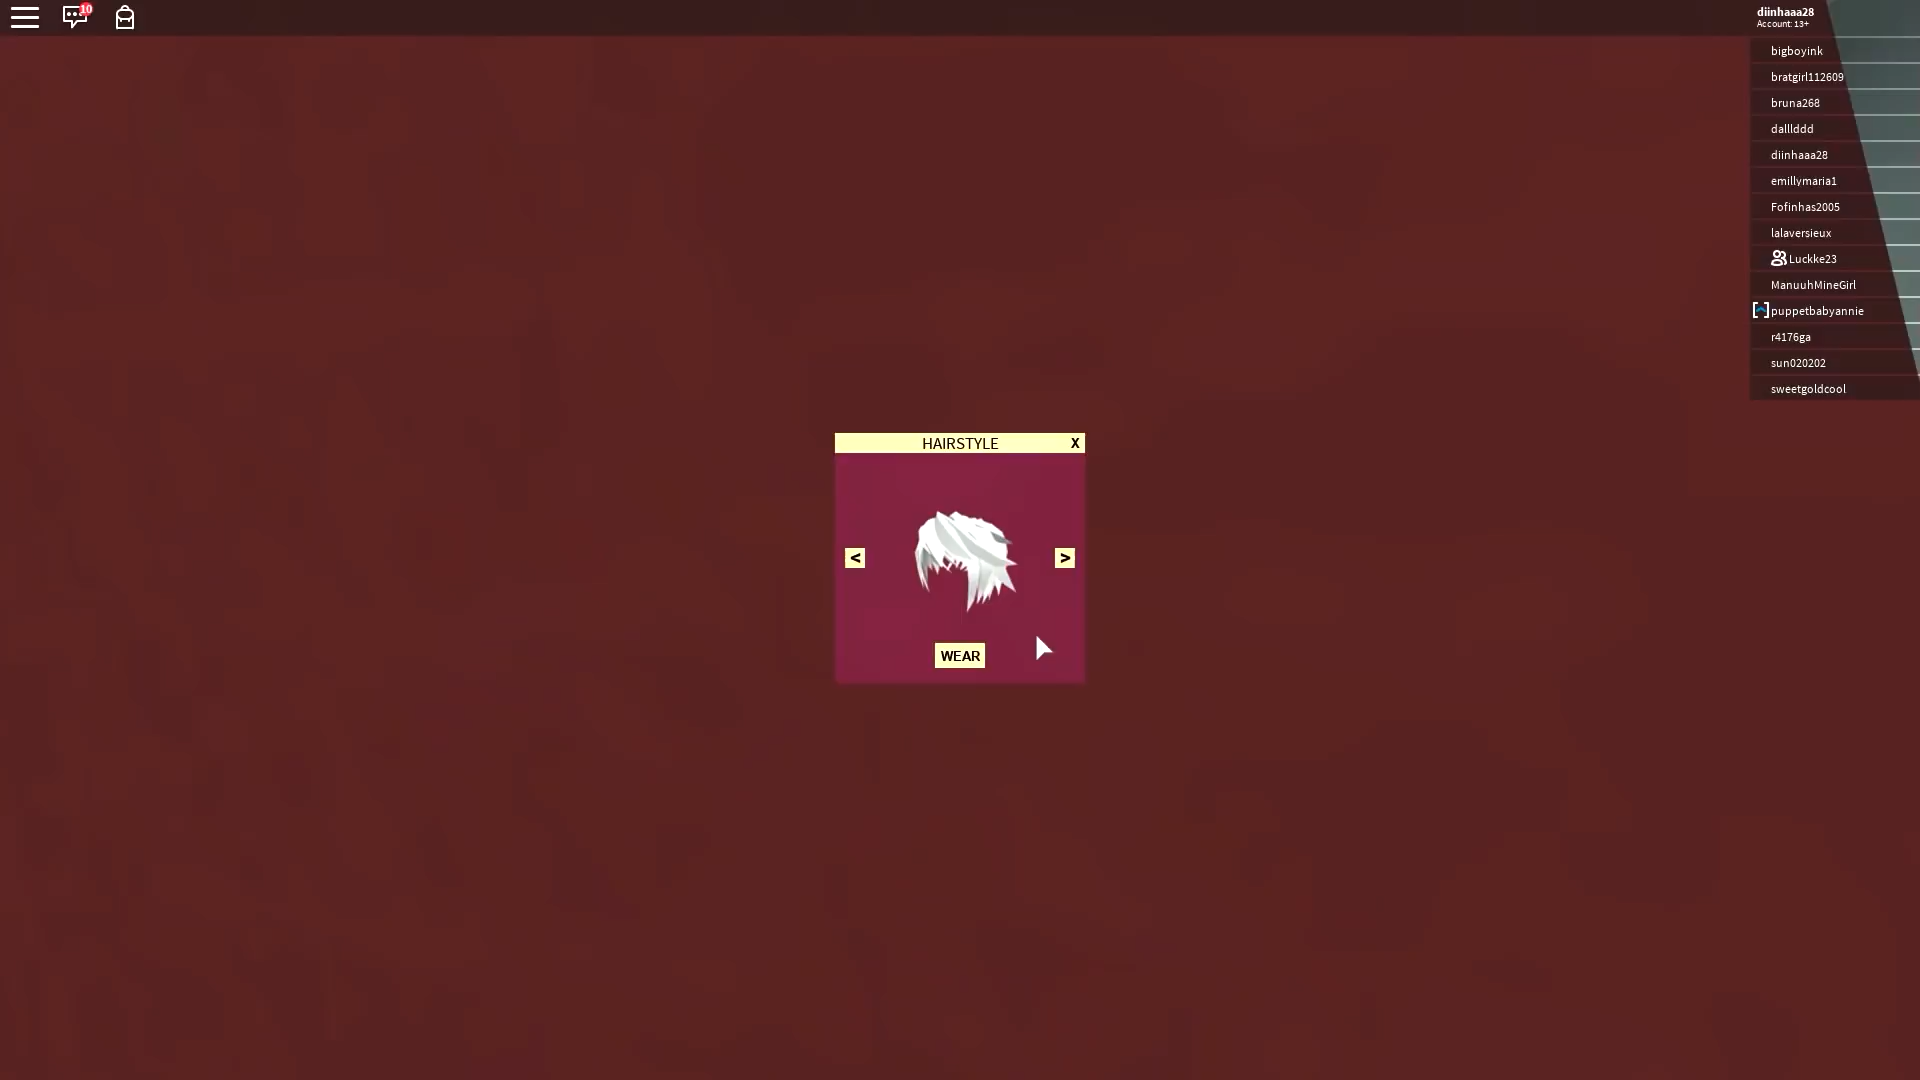 10
diinhaaa28
Account: 13+
bigboyink
bratgirl112609
bruna268
dalllddd
diinhaaa28
emillymaria1
Fofinhas2005
lalaversieux
Luckke23
ManuuhMineGirl
puppetbabyannie
r4176ga
sun020202
sweetgoldcool
HAIRSTYLE X
< >
WEAR